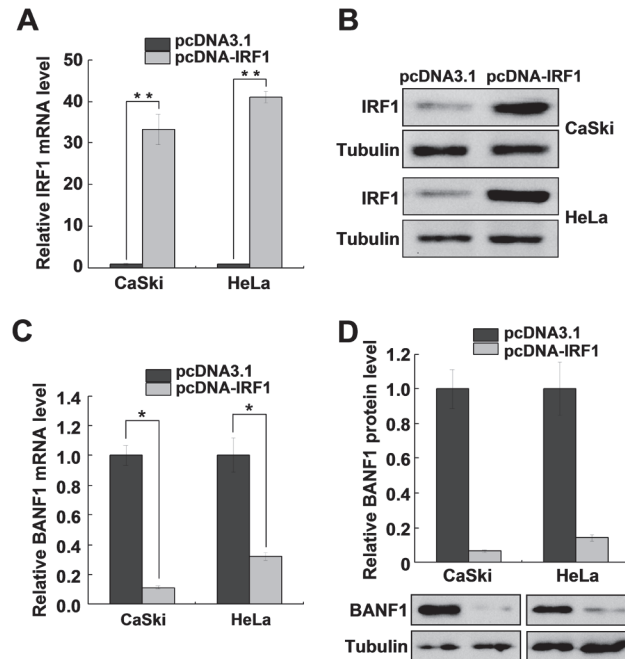 A
pcDNA3.1
pcDNA-IRF1
Relative IRF1 mRNA level
50
40
30
20
10
0
**
**
CaSki
HeLa
B
pcDNA3.1 pcDNA-IRF1
IRF1
Tubulin
CaSki
IRF1
Tubulin
HeLa
C
pcDNA3.1
pcDNA-IRF1
Relative BANF1 mRNA level
1.4
1.2
1.0
0.8
0.6
0.4
0.2
0.0
*
*
CaSki
HeLa
D
pcDNA3.1
pcDNA-IRF1
Relative BANF1 protein level
1.2
1.0
0.8
0.6
0.4
0.2
0
CaSki
HeLa
BANF1
Tubulin